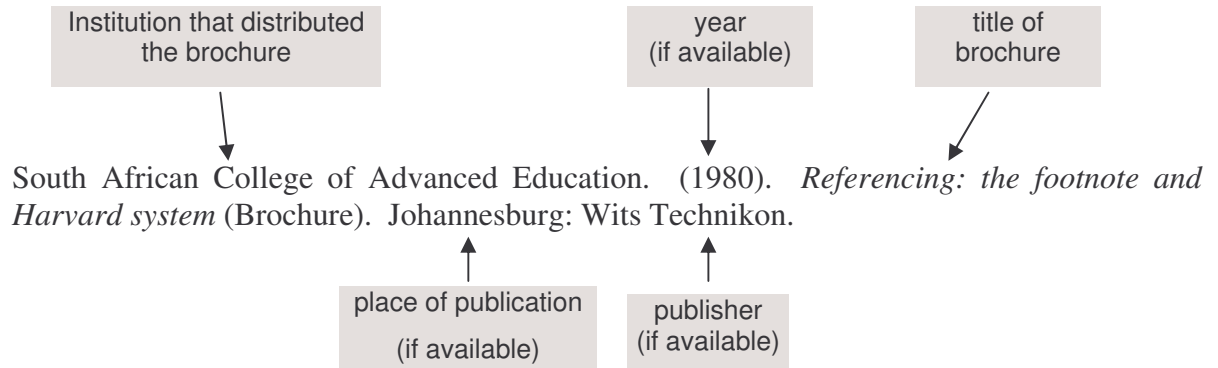 Institution that distributed
the brochure
year
(if available)
title of
brochure
South African College of Advanced Education. (1980). Referencing: the footnote and
Harvard system (Brochure). Johannesburg: Wits Technikon.
place of publication
(if available)
publisher
(if available)